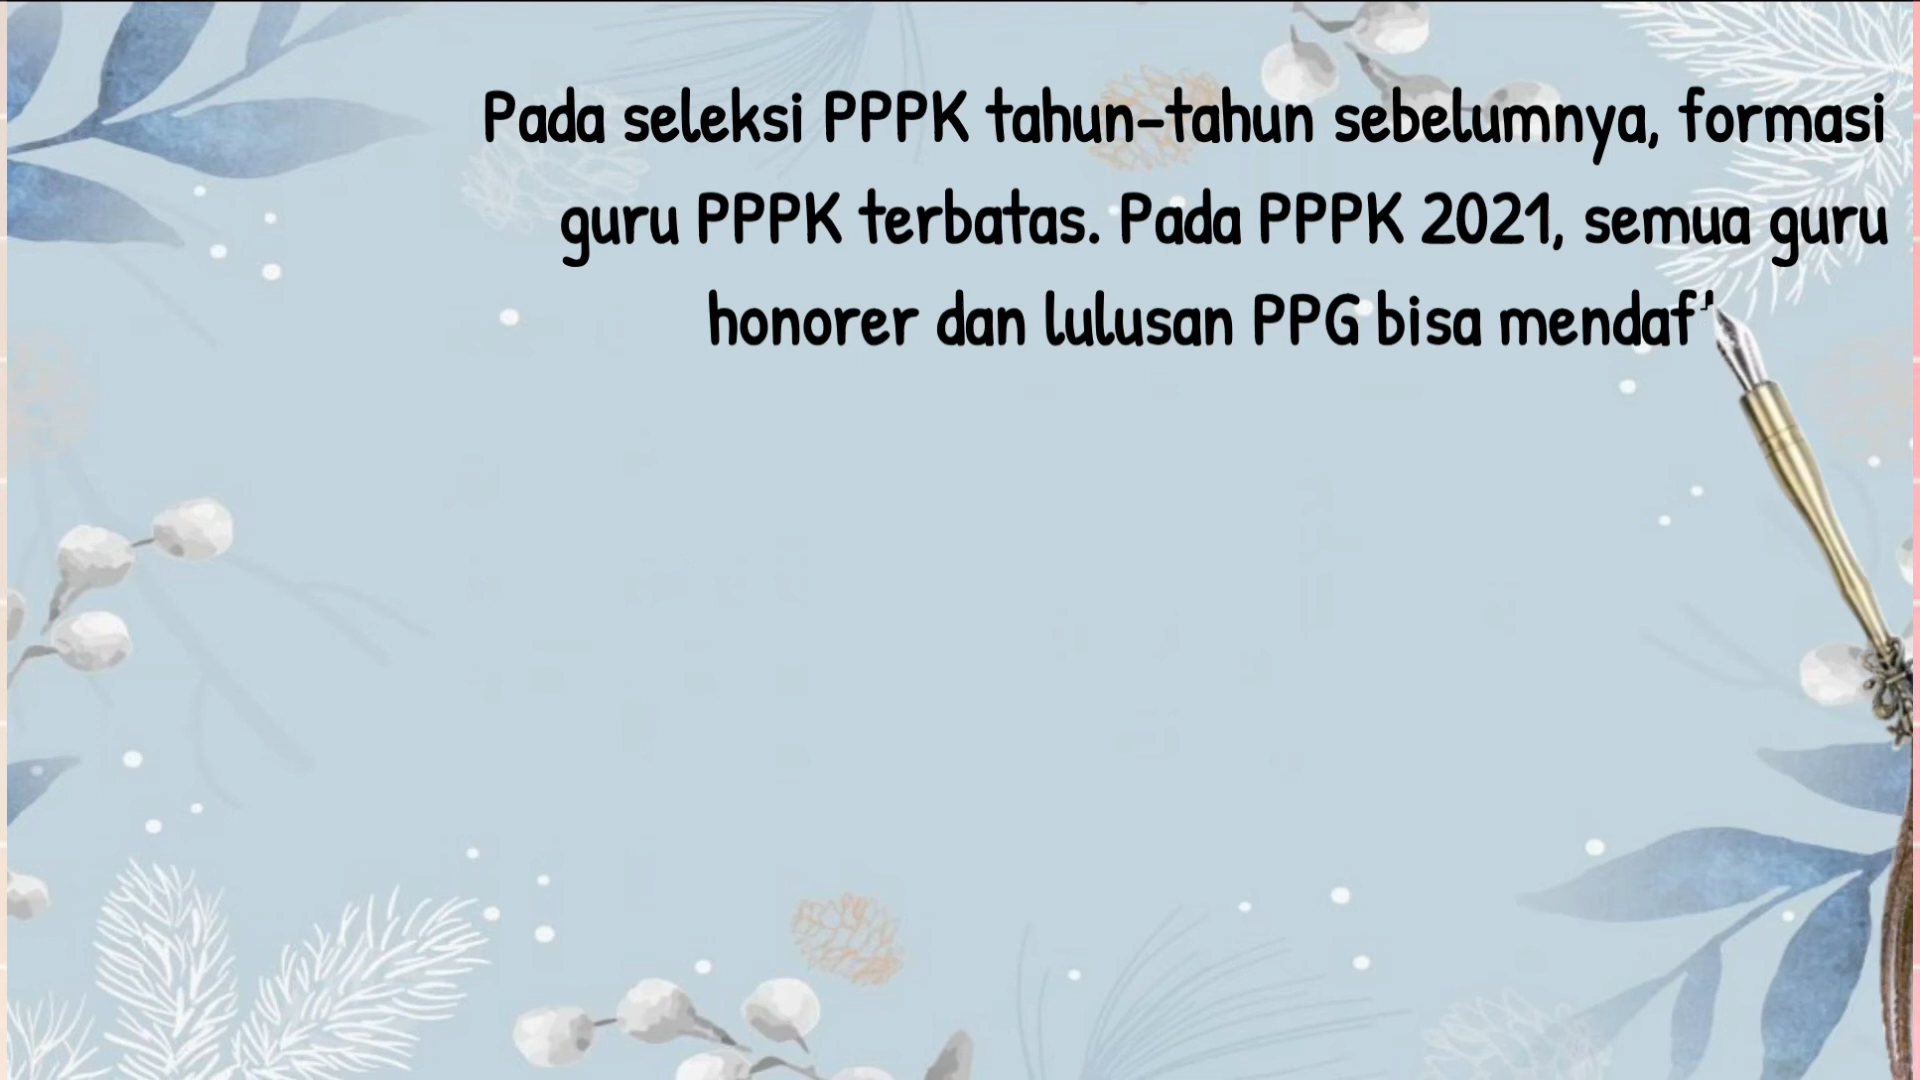 Pada seleksi PPPK tahun-tahun sebelumnya, formasi
guru PPPK terbatas. Pada PPPK 2021, semua guru
honorer dan lulusan PPG bisa mendaf